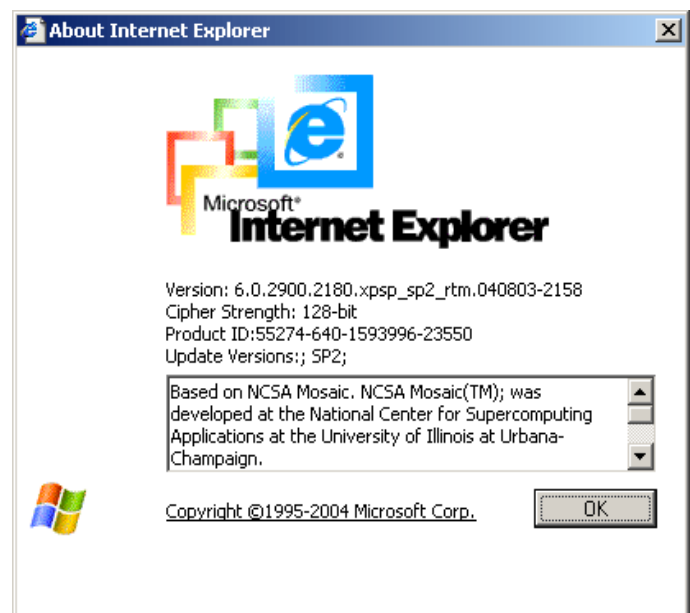 About Internet Explorer
Microsoft®
Internet Explorer
Version: 6.0.2900.2180.xpsp_sp2_rtm.040803-2158
Cipher Strength: 128-bit
Product ID:55274-640-1593996-23550
Update Versions:; SP2;
Based on NCSA Mosaic. NCSA Mosaic(TM); was
developed at the National Center for Supercomputing
Applications at the University of Illinois at Urbana-
Champaign.
Copyright ©1995-2004 Microsoft Corp.
OK